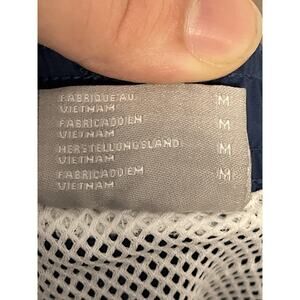 FABRIQUE AU M
VIETNAM
FABRICADO EN M
VIETNAM
HERSTELLUNGSLAND M
VIETNAM
FABRICADO EM M
VIETNAM